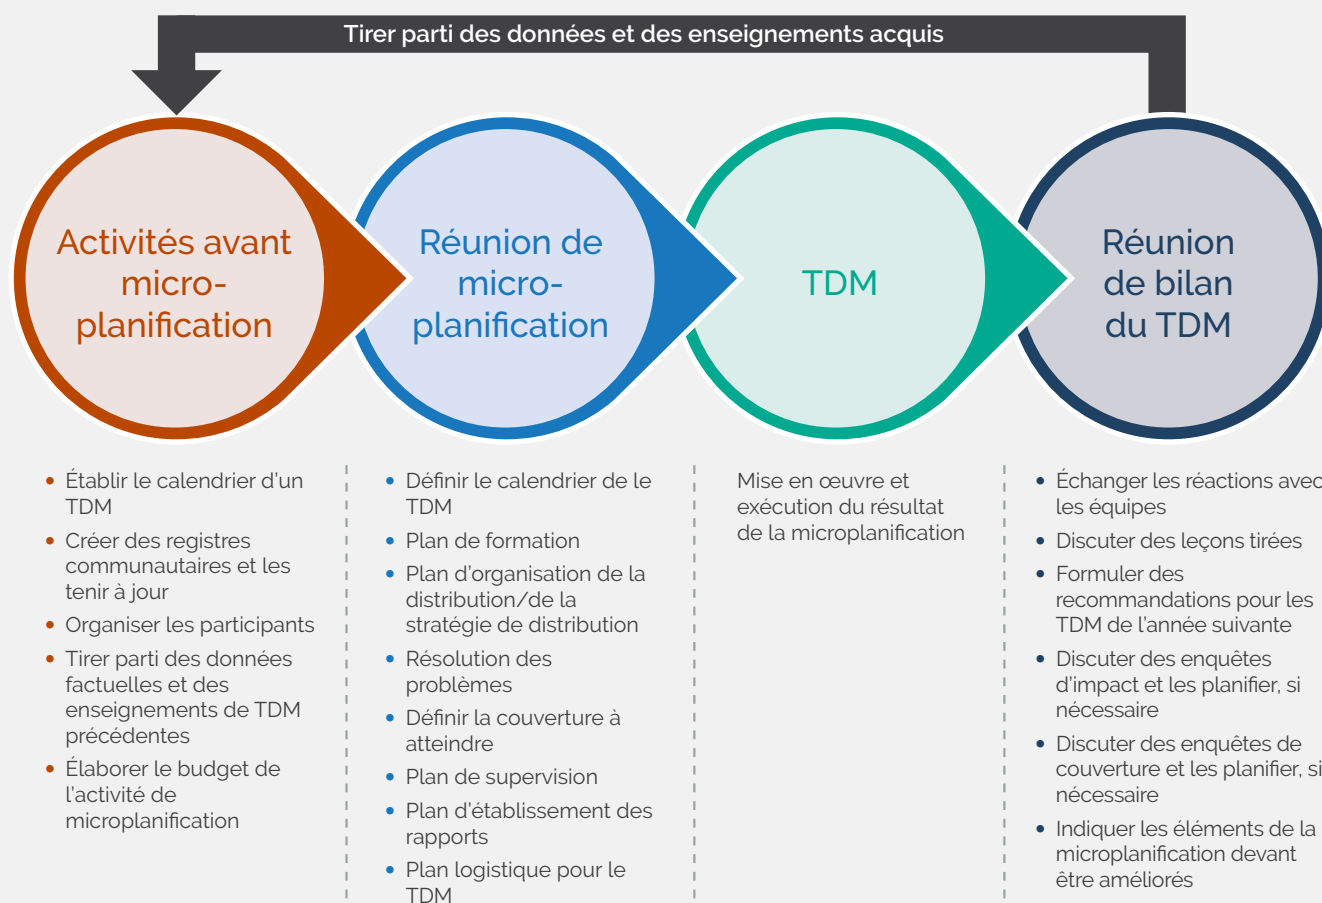 Tirer parti des données et des enseignements acquis
Activités avant
micro-
planification
Réunion de
micro-
planification
TDM
Réunion
de bilan
du TDM
• Établir le calendrier d'un
TDM
• Créer des registres
communautaires et les
tenir à jour
• Organiser les participants
• Tirer parti des données
factuelles et des
enseignements de TDM
précédentes
• Élaborer le budget de
l'activité de
microplanification
• Définir le calendrier de le
TDM
• Plan de formation
• Plan d'organisation de la
distribution/de la
stratégie de distribution
• Résolution des
problèmes
• Définir la couverture à
atteindre
• Plan de supervision
• Plan d'établissement des
rapports
• Plan logistique pour le
TDM
Mise en œuvre et
exécution du résultat
de la microplanification
• Échanger les réactions avec
les équipes
• Discuter des leçons tirées
• Formuler des
recommandations pour les
TDM de l'année suivante
• Discuter des enquêtes
d'impact et les planifier, si
nécessaire
• Discuter des enquêtes de
couverture et les planifier, si
nécessaire
• Indiquer les éléments de la
microplanification devant
être améliorés